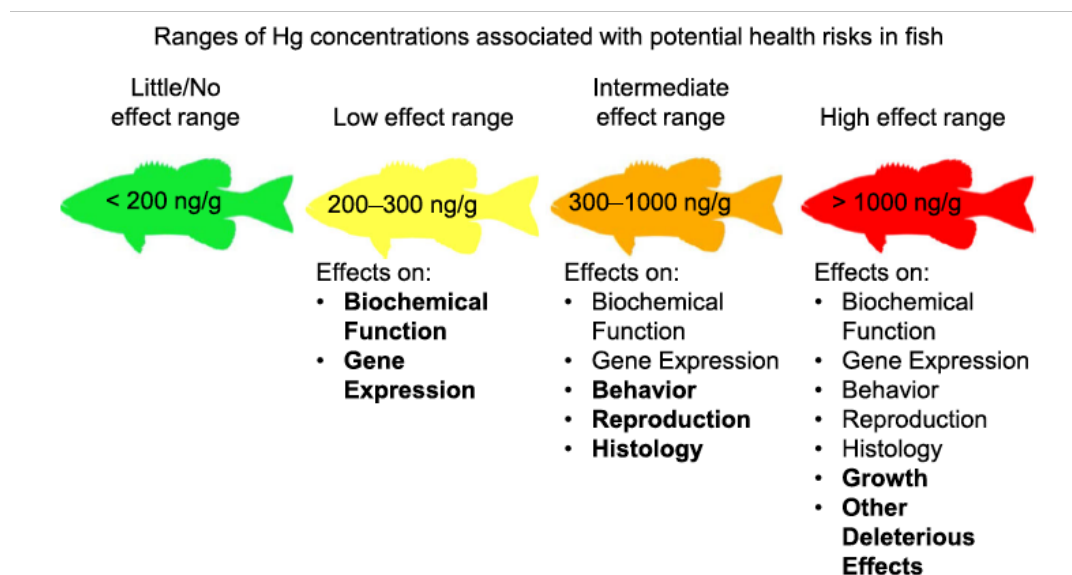 Ranges of Hg concentrations associated with potential health risks in fish
Little/No
effect range
Low effect range
Intermediate
effect range
High effect range
< 200 ng/g
200–300 ng/g
300–1000 ng/g
> 1000 ng/g
Effects on:
• Biochemical
Function
• Gene
Expression
Effects on:
• Biochemical
Function
• Gene Expression
• Behavior
• Reproduction
• Histology
Effects on:
• Biochemical
Function
• Gene Expression
• Behavior
• Reproduction
• Histology
• Growth
• Other
Deleterious
Effects